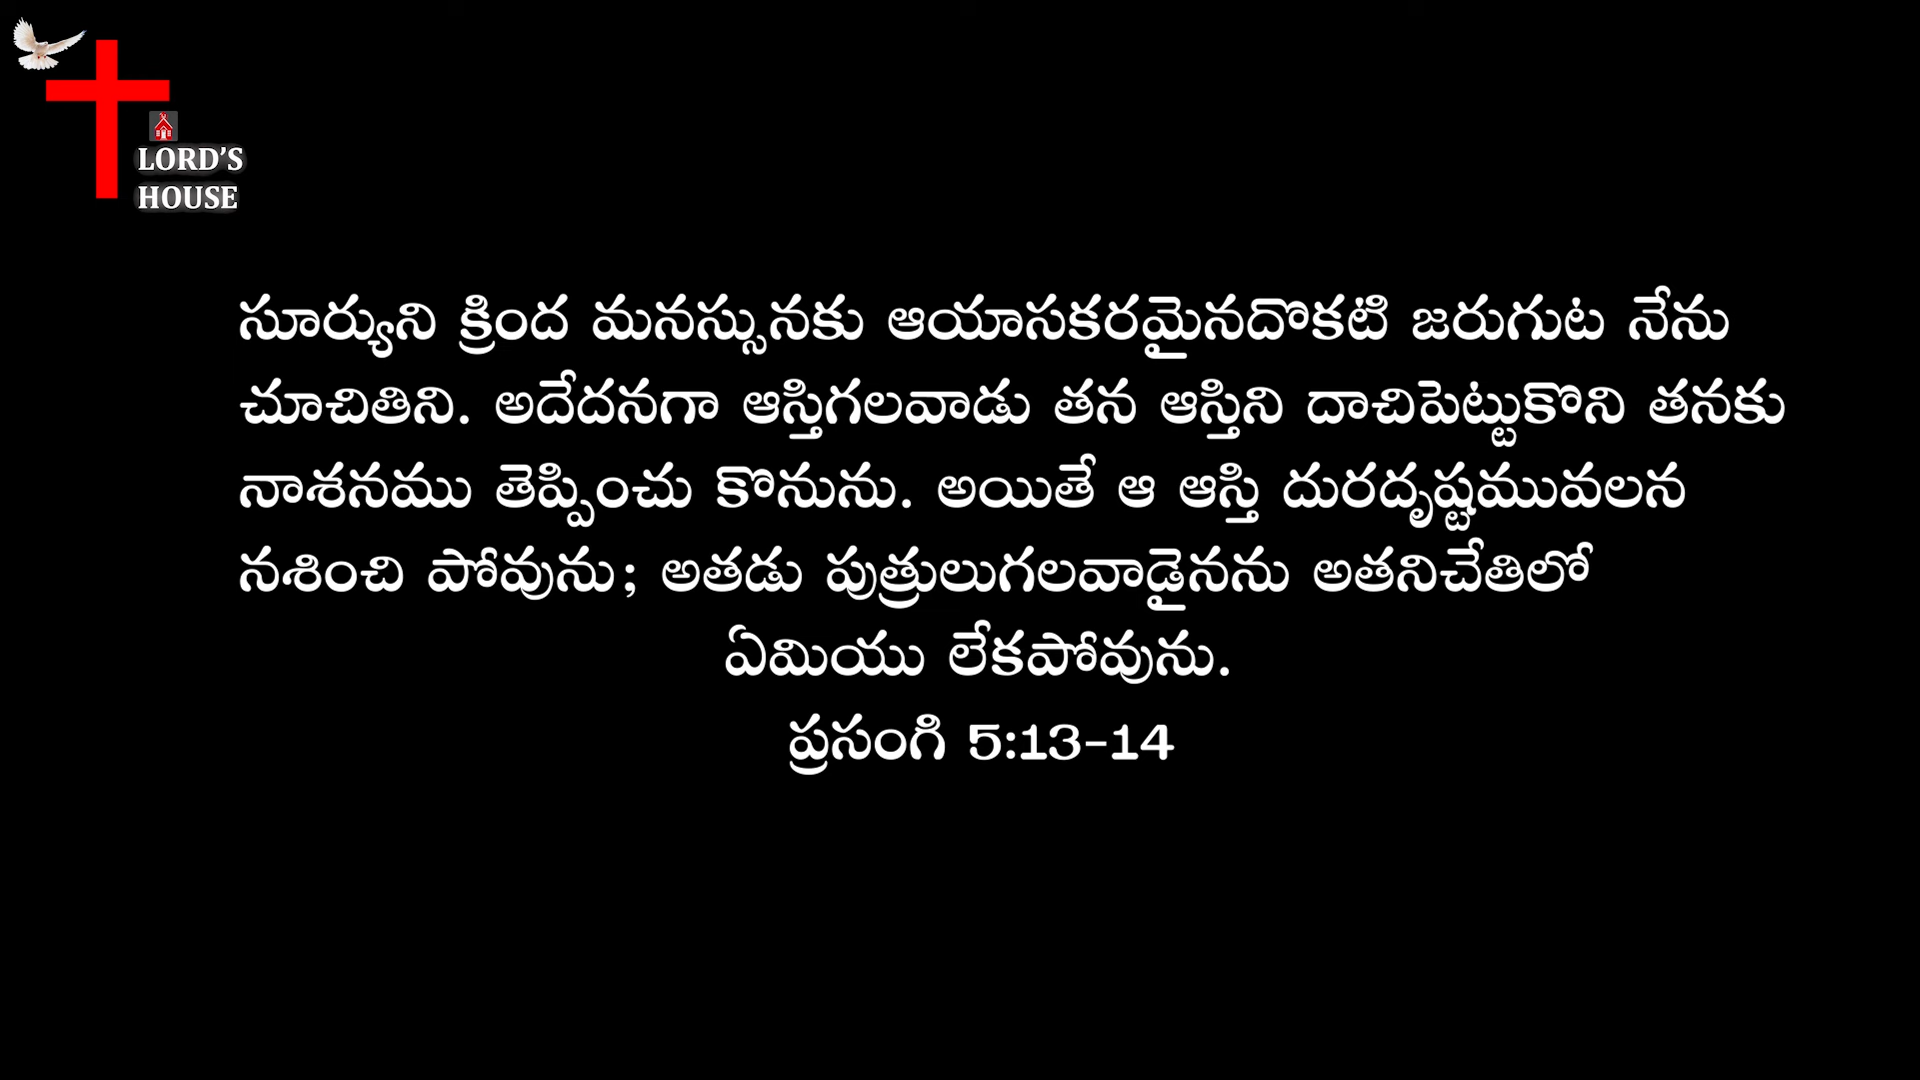 LORD’S
HOUSE
సూర్యుని క్రింద మనస్సునకు ఆయాసకరమైనదొకటి జరుగుట నేను
చూచితిని. అదేదనగా ఆస్తిగలవాడు తన ఆస్తిని దాచిపెట్టుకొని తనకు
నాశనము తెప్పించు కొనును. అయితే ఆ ఆస్తి దురదృష్టమువలన
నశించి పోవును; అతడు పుత్రులుగలవాడైనను అతనిచేతిలో
ఏమియు లేకపోవును.
ప్రసంగి 5:13-14